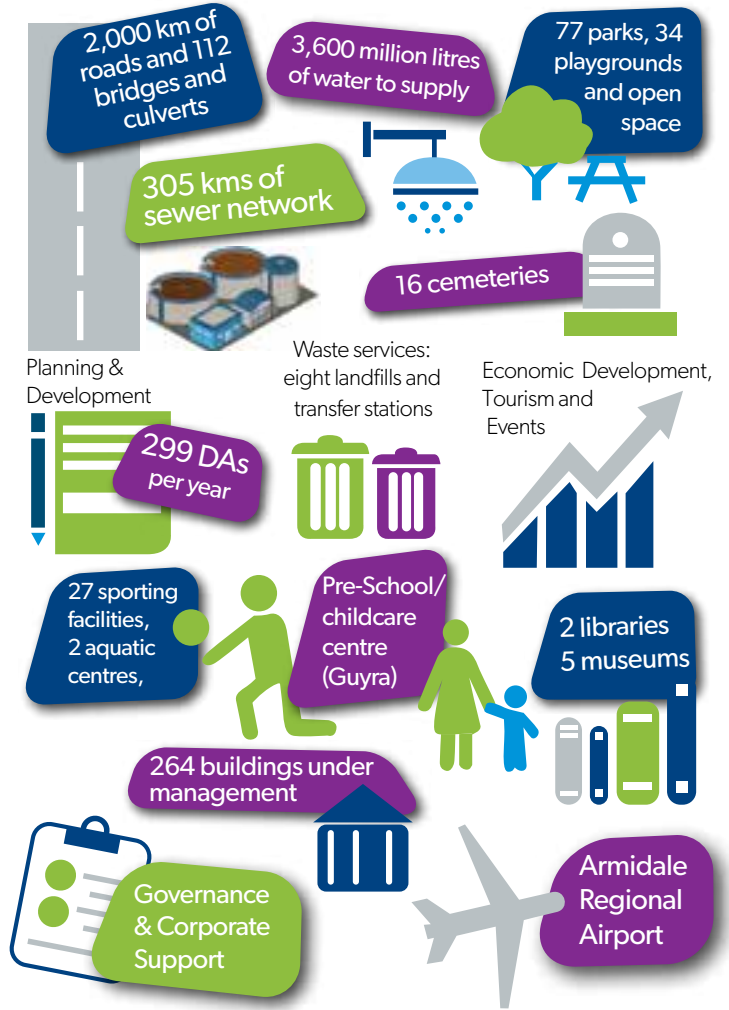 2,000 km of
roads and 112
bridges and
culverts
3,600 million litres
of water to supply
77 parks, 34
playgrounds
and open
space
305 kms of
sewer network
16 cemeteries
Planning &
Development
Waste services:
eight landfills and
transfer stations
Economic Development,
Tourism and
Events
299 DAs
per year
27 sporting
facilities,
2 aquatic
centres,
Pre-School/
childcare
centre
(Guyra)
2 libraries
5 museums
264 buildings under
management
Governance
& Corporate
Support
Armidale
Regional
Airport